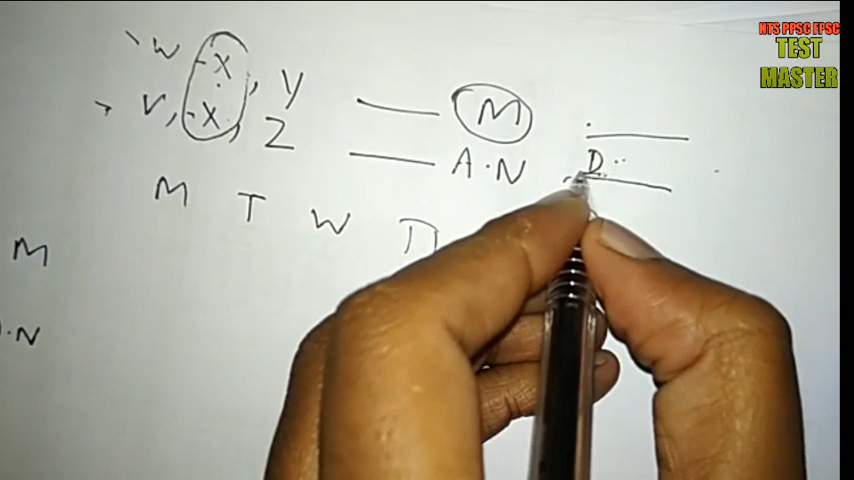 NTS PPSC FPSC
TEST
MASTER
W X, Y — M
V, X, Z — A.N D..
M T W
M
.N